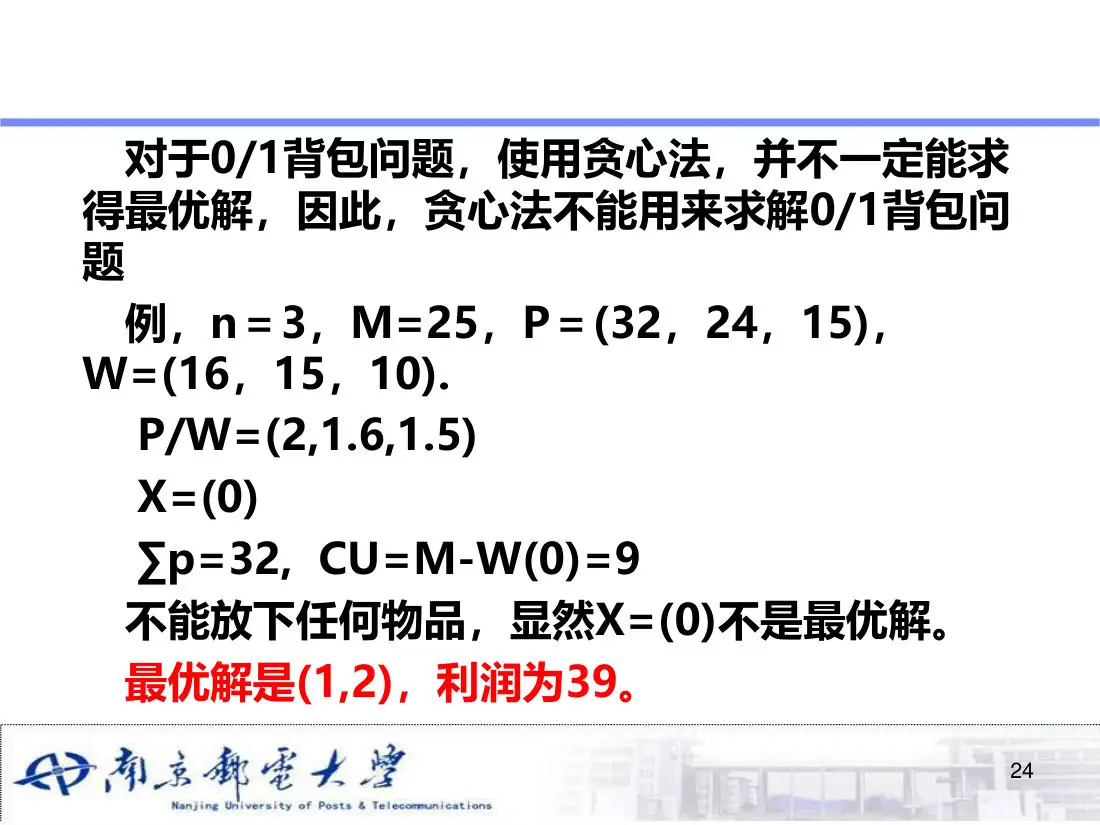 对于0/1背包问题，使用贪心法，并不一定能求
得最优解，因此，贪心法不能用来求解0/1背包问
题
例，n＝3，M=25，P＝(32，24，15)，
W=(16，15，10).
P/W=(2,1.6,1.5)
X=(0)
∑p=32,  CU=M-W(0)=9
不能放下任何物品，显然X=(0)不是最优解。
最优解是(1,2)，利润为39。
南京郵電大學
Nanjing University of Posts & Telecommunications
24